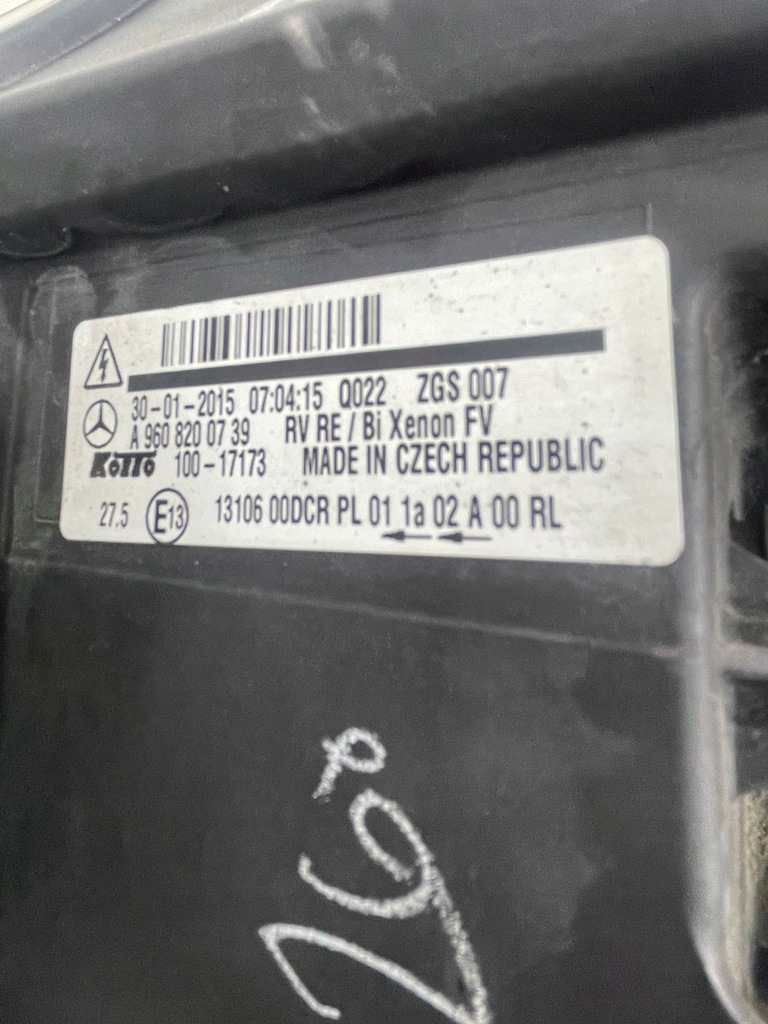 30-01-2015 07:04:15 Q022 ZGS 007
A 960 820 07 39 RV RE / Bi Xenon FV
KOITO 100-17173 MADE IN CZECH REPUBLIC
27,5 E13 13106 00DCR PL 01 1a 02 A 00 RL